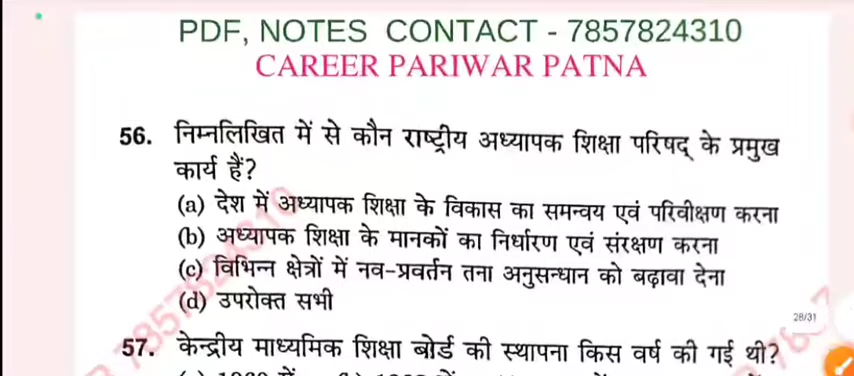 PDF, NOTES CONTACT - 7857824310
CAREER PARIWAR PATNA
56. निम्नलिखित में से कौन राष्ट्रीय अध्यापक शिक्षा परिषद् के प्रमुख
कार्य हैं?
(a) देश में अध्यापक शिक्षा के विकास का समन्वय एवं परिवीक्षण करना
(b) अध्यापक शिक्षा के मानकों का निर्धारण एवं संरक्षण करना
(c) विभिन्न क्षेत्रों में नव-प्रवर्तन तना अनुसन्धान को बढ़ावा देना
(d) उपरोक्त सभी
28/31
57. केन्द्रीय माध्यमिक शिक्षा बोर्ड की स्थापना किस वर्ष की गई थी?